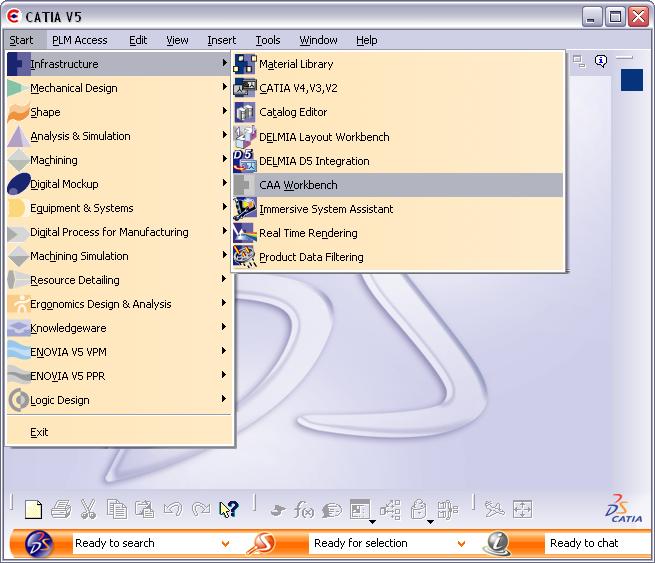 CATIA V5
Start PLM Access Edit View Insert Tools Window Help
Infrastructure
Mechanical Design
Shape
Analysis & Simulation
Machining
Digital Mockup
Equipment & Systems
Digital Process for Manufacturing
Machining Simulation
Resource Detailing
Ergonomics Design & Analysis
Knowledgeware
ENOVIA V5 VPM
ENOVIA V5 PPR
Logic Design
Exit
Material Library
CATIA V4,V3,V2
Catalog Editor
DELMIA Layout Workbench
D5
DELMIA D5 Integration
CAA Workbench
Immersive System Assistant
Real Time Rendering
Product Data Filtering
f(x)
CATIA
Ready to search
Ready for selection
Ready to chat